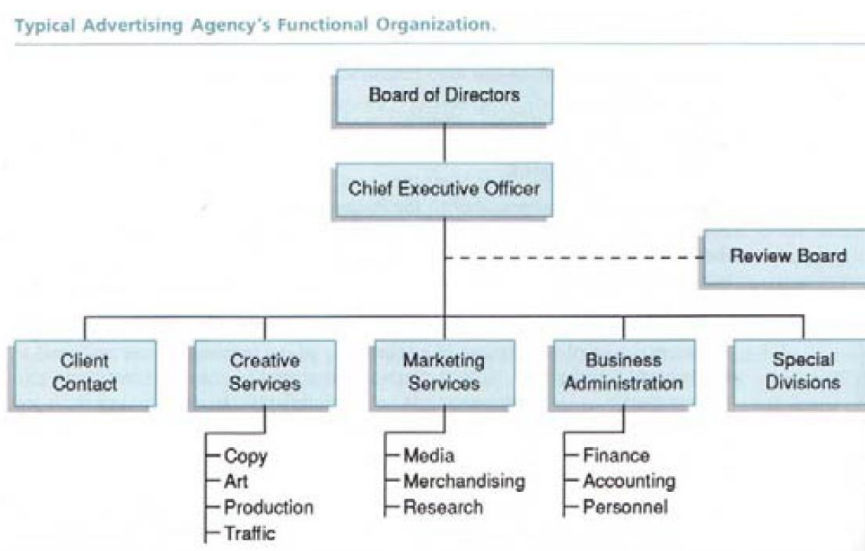 Typical Advertising Agency's Functional Organization.
Board of Directors
Chief Executive Officer
Review Board
Client
Contact
Creative
Services
Marketing
Services
Business
Administration
Special
Divisions
Copy
Art
Production
Traffic
Media
Merchandising
Research
Finance
Accounting
Personnel